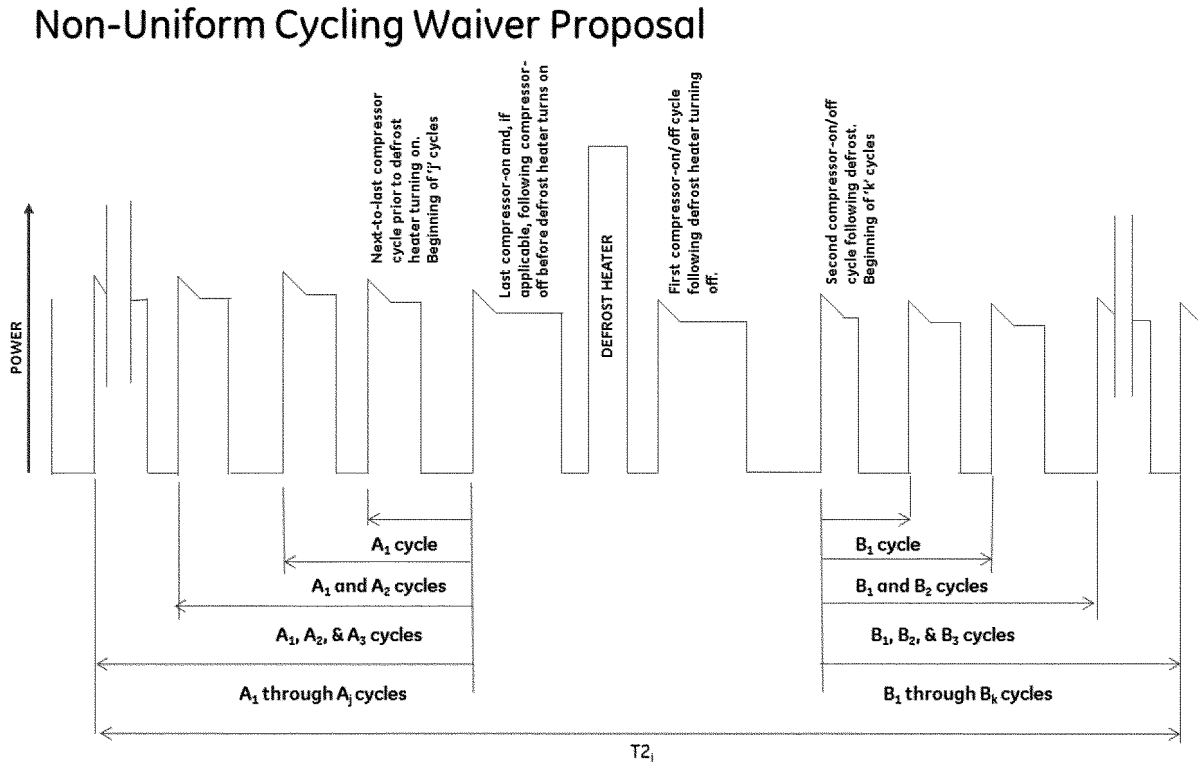 Non-Uniform Cycling Waiver Proposal
Next-to-last compressor
cycle prior to defrost
heater turning on.
Beginning of 'j' cycles
Last compressor-on and, if
applicable, following compressor-
off before defrost heater turns on
DEFROST HEATER
First compressor-on/off cycle
following defrost heater turning
off.
Second compressor-on/off
cycle following defrost.
Beginning of 'k' cycles
POWER
A₁ cycle
B₁ cycle
A₁ and A₂ cycles
B₁ and B₂ cycles
A₁, A₂, & A₃ cycles
B₁, B₂, & B₃ cycles
A₁ through Aⱼ cycles
B₁ through Bₖ cycles
T2ᵢ